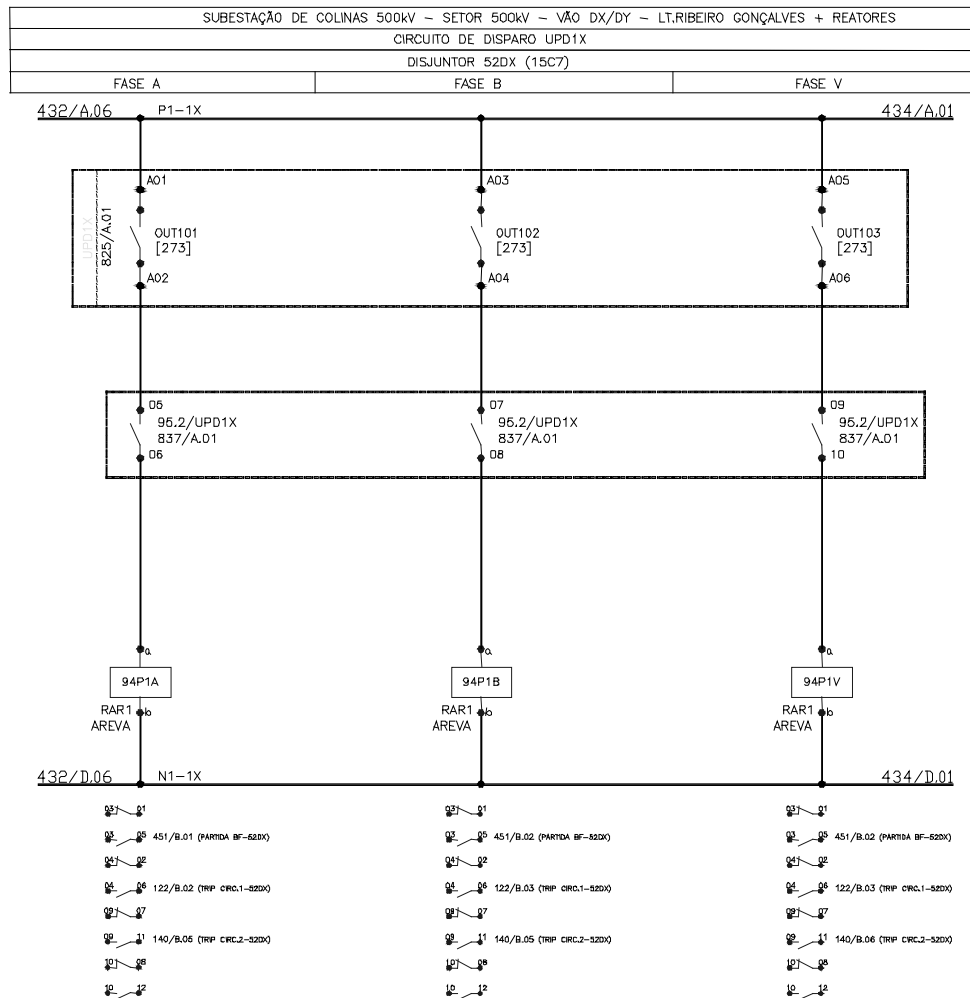 SUBESTAÇÃO DE COLINAS 500kV – SETOR 500kV – VÃO DX/DY – LT.RIBEIRO GONÇALVES + REATORES
CIRCUITO DE DISPARO UPD1X
DISJUNTOR 52DX (15C7)
FASE A FASE B FASE V
432/A.06 P1-1X 434/A.01
A01 A03 A05
UPD1X
825/A.01
OUT101 OUT102 OUT103
[273] [273] [273]
A02 A04 A06
05 07 09
95.2/UPD1X 95.2/UPD1X 95.2/UPD1X
837/A.01 837/A.01 837/A.01
06 08 10
a a a
94P1A 94P1B 94P1V
RAR1 b RAR1 b RAR1 b
AREVA AREVA AREVA
432/D.06 N1-1X 434/D.01
03 01 03 01 03 01
03 05 451/B.01 (PARTIDA BF-52DX) 03 05 451/B.02 (PARTIDA BF-52DX) 03 05 451/B.02 (PARTIDA BF-52DX)
04 02 04 02 04 02
04 06 122/B.02 (TRIP CIRC.1-52DX) 04 06 122/B.03 (TRIP CIRC.1-52DX) 04 06 122/B.03 (TRIP CIRC.1-52DX)
09 07 09 07 09 07
09 11 140/B.05 (TRIP CIRC.2-52DX) 09 11 140/B.05 (TRIP CIRC.2-52DX) 09 11 140/B.06 (TRIP CIRC.2-52DX)
10 08 10 08 10 08
10 12 10 12 10 12